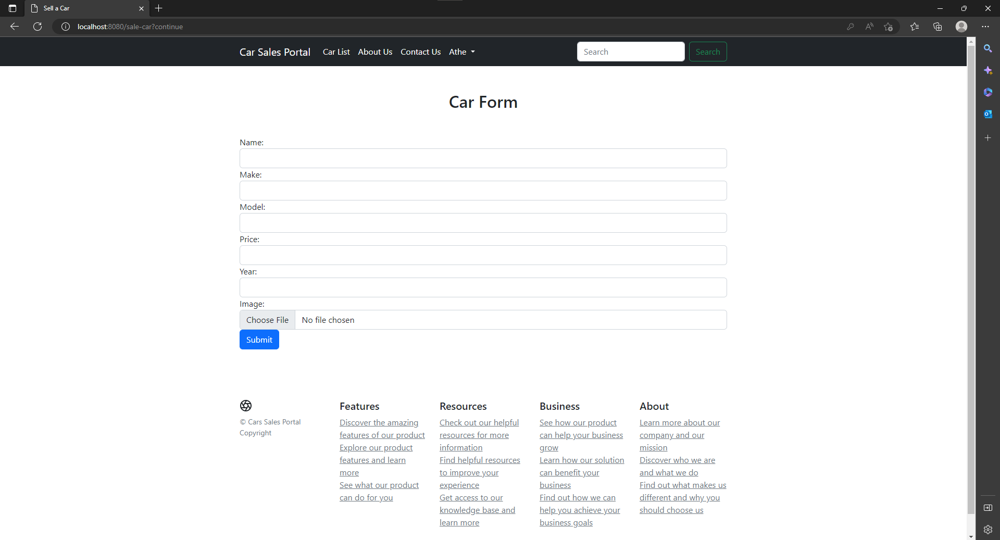 Sell a Car
localhost:8080/sale-car?continue
Car Sales Portal Car List About Us Contact Us Athe Search Search
Car Form
Name:
Make:
Model:
Price:
Year:
Image:
Choose File No file chosen
Submit
© Cars Sales Portal
Copyright
Features
Discover the amazing
features of our product
Explore our product
features and learn
more
See what our product
can do for you
Resources
Check out our helpful
resources for more
information
Find helpful resources
to improve your
experience
Get access to our
knowledge base and
learn more
Business
See how our product
can help your business
grow
Learn how our solution
can benefit your
business
Find out how we can
help you achieve your
business goals
About
Learn more about our
company and our
mission
Discover who we are
and what we do
Find out what makes us
different and why you
should choose us